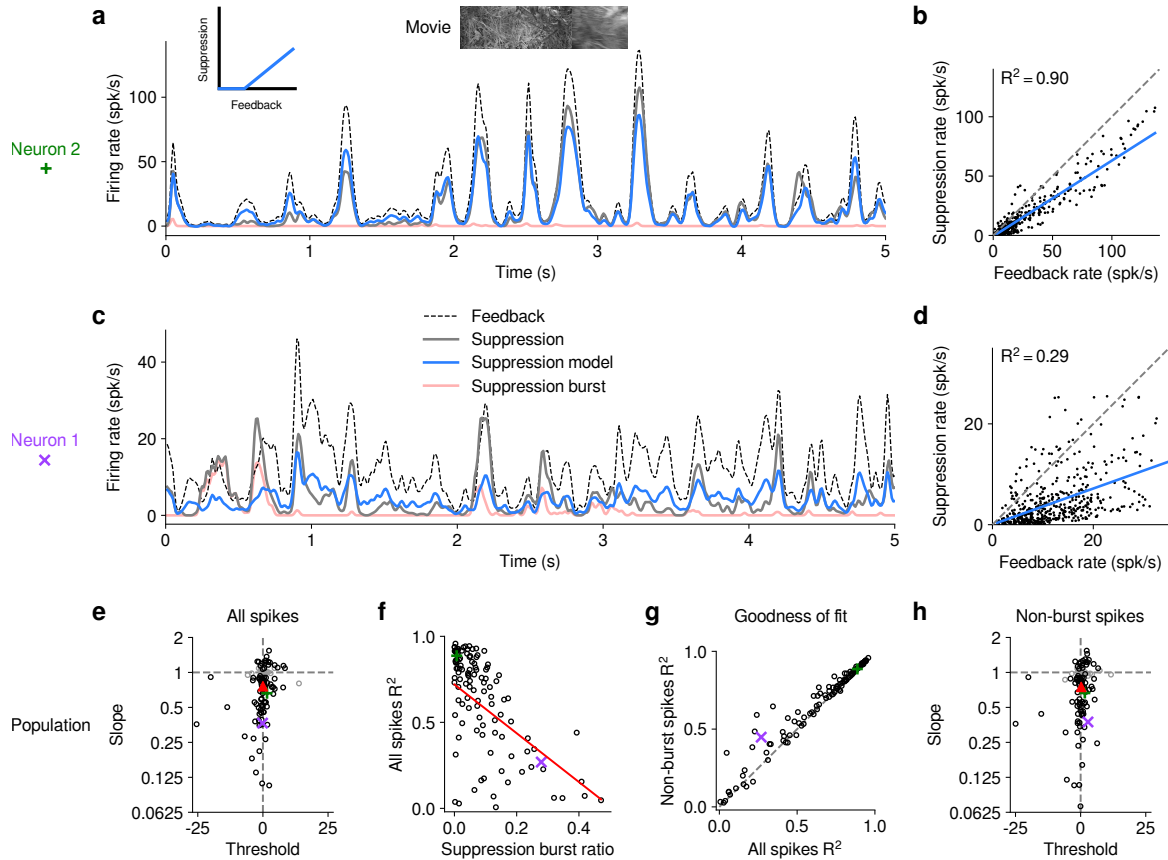 a
Movie
b
Suppression
Feedback
Firing rate (spk/s)
100
50
0
0
1
2
3
4
5
Time (s)
Neuron 2
R² = 0.90
Suppression rate (spk/s)
100
50
0
0
50
100
Feedback rate (spk/s)
c
Feedback
Suppression
Suppression model
Suppression burst
d
Neuron 1
Firing rate (spk/s)
40
20
0
0
1
2
3
4
5
Time (s)
R² = 0.29
Suppression rate (spk/s)
20
0
0
20
Feedback rate (spk/s)
Population
e
All spikes
Slope
2
1
0.5
0.25
0.125
0.0625
-25
0
25
Threshold
f
All spikes R²
1.0
0.5
0.0
0.0
0.2
0.4
Suppression burst ratio
g
Goodness of fit
Non-burst spikes R²
1.0
0.5
0.0
0.0
0.5
1.0
All spikes R²
h
Non-burst spikes
Slope
2
1
0.5
0.25
0.125
0.0625
-25
0
25
Threshold